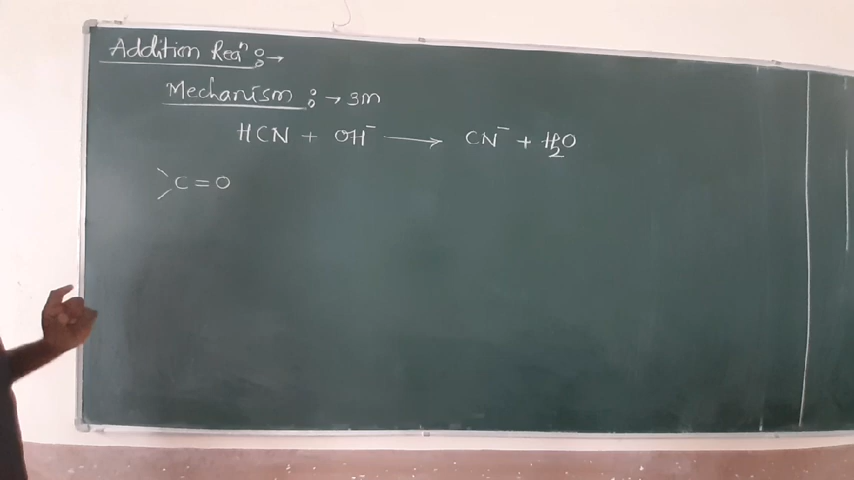 Addition Reaⁿ :→
Mechanism :→ 3m
HCN + OH⁻ ⟶ CN⁻ + H₂O
>C=O